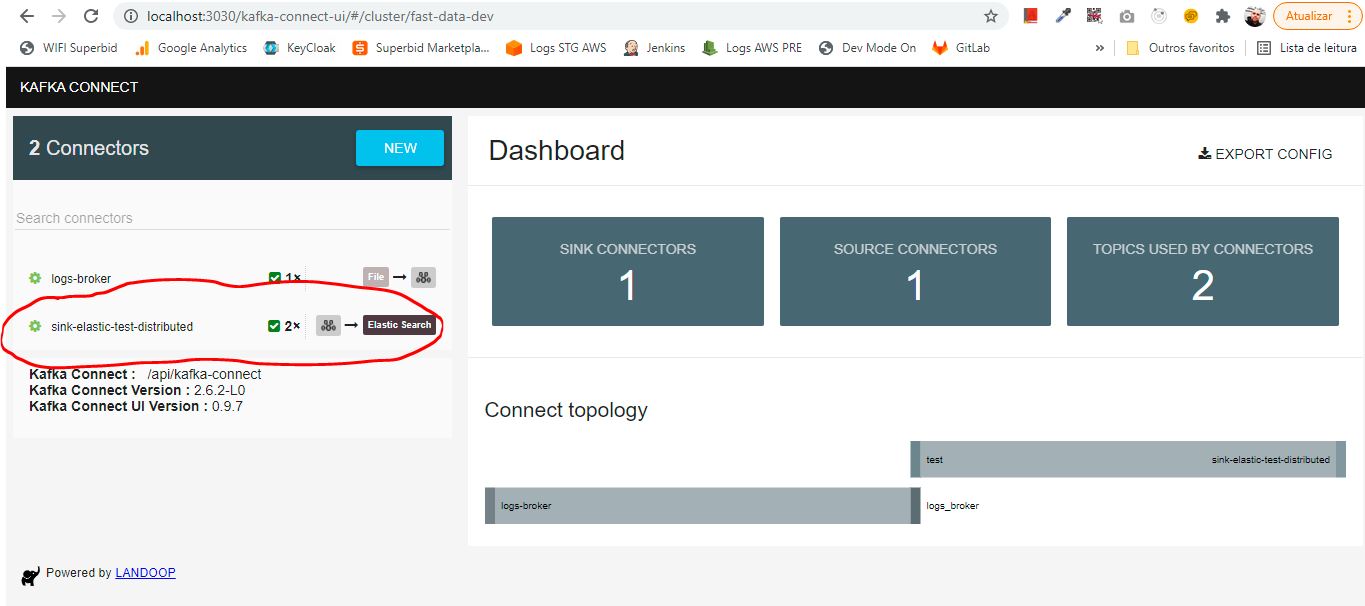 localhost:3030/kafka-connect-ui/#/cluster/fast-data-dev
Atualizar
WIFI Superbid Google Analytics KeyCloak Superbid Marketpla... Logs STG AWS Jenkins Logs AWS PRE Dev Mode On GitLab » Outros favoritos Lista de leitura
KAFKA CONNECT
2 Connectors
NEW
Search connectors
logs-broker 1× File
sink-elastic-test-distributed 2× Elastic Search
Kafka Connect : /api/kafka-connect
Kafka Connect Version : 2.6.2-L0
Kafka Connect UI Version : 0.9.7
Powered by LANDOOP
Dashboard
EXPORT CONFIG
SINK CONNECTORS
1
SOURCE CONNECTORS
1
TOPICS USED BY CONNECTORS
2
Connect topology
test sink-elastic-test-distributed
logs-broker logs_broker